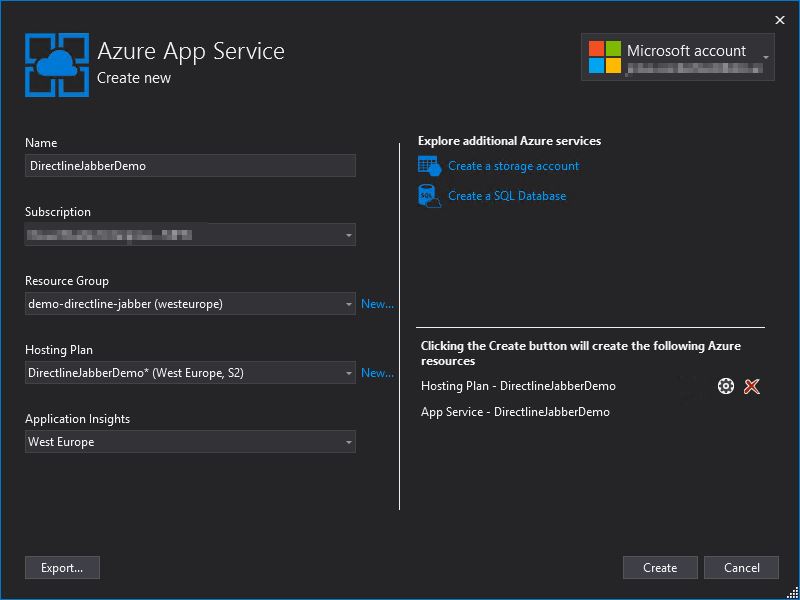 Azure App Service
Create new
Microsoft account
Name
DirectlineJabberDemo
Subscription
Resource Group
demo-directline-jabber (westeurope)
New...
Hosting Plan
DirectlineJabberDemo* (West Europe, S2)
New...
Application Insights
West Europe
Explore additional Azure services
Create a storage account
SQL
Create a SQL Database
Clicking the Create button will create the following Azure
resources
Hosting Plan - DirectlineJabberDemo
App Service - DirectlineJabberDemo
Export...
Create
Cancel